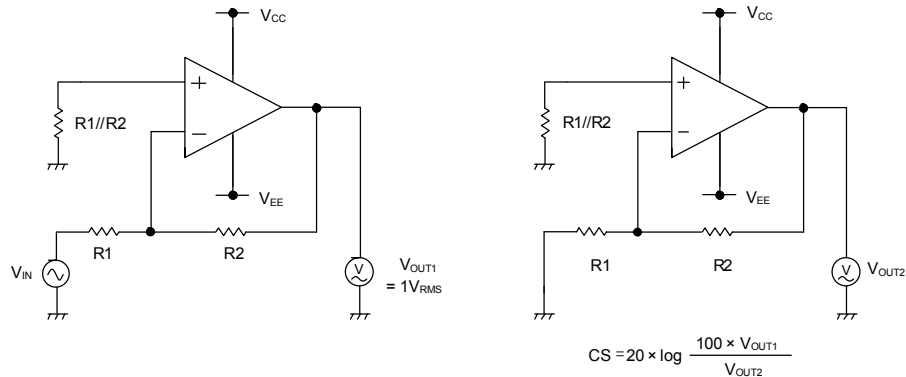 VCC
R1//R2
+
−
VEE
R1
R2
VIN
V
VOUT1
= 1VRMS
VCC
R1//R2
+
−
VEE
R1
R2
V
VOUT2
CS = 20 × log 100 × VOUT1
VOUT2